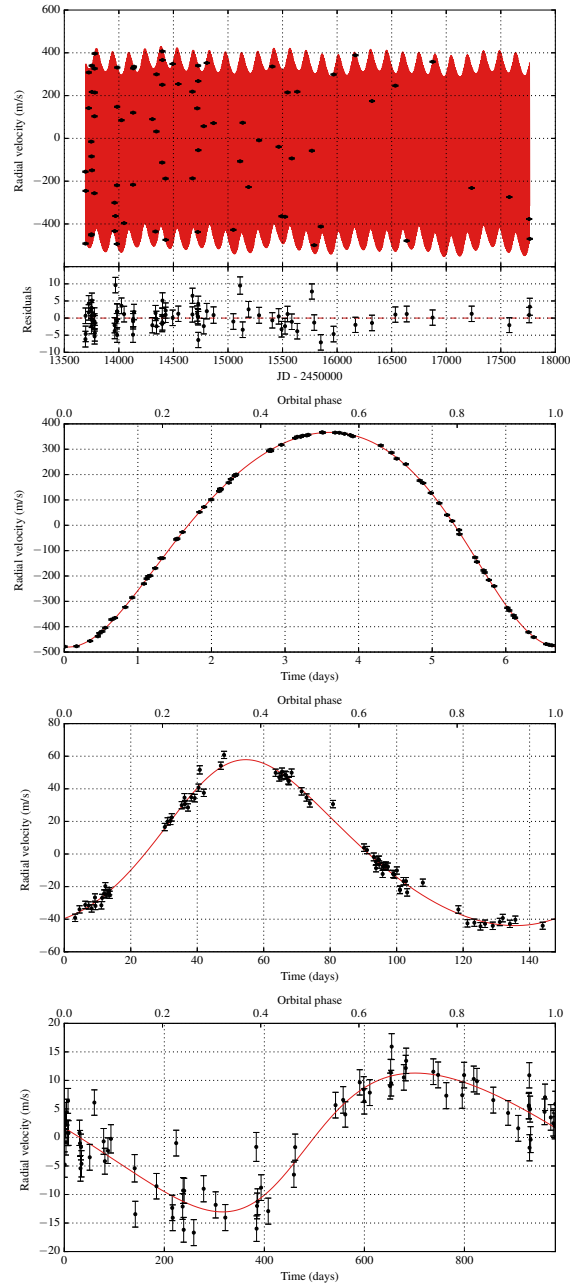 600
400
200
0
−200
−400
Radial velocity (m/s)
10
5
0
−5
−10
Residuals
13500 14000 14500 15000 15500 16000 16500 17000 17500 18000
JD - 2450000
Orbital phase
0.0 0.2 0.4 0.6 0.8 1.0
400
300
200
100
0
−100
−200
−300
−400
−500
Radial velocity (m/s)
0 1 2 3 4 5 6
Time (days)
Orbital phase
0.0 0.2 0.4 0.6 0.8 1.0
80
60
40
20
0
−20
−40
−60
Radial velocity (m/s)
0 20 40 60 80 100 120 140
Time (days)
Orbital phase
0.0 0.2 0.4 0.6 0.8 1.0
20
15
10
5
0
−5
−10
−15
−20
Radial velocity (m/s)
0 200 400 600 800
Time (days)